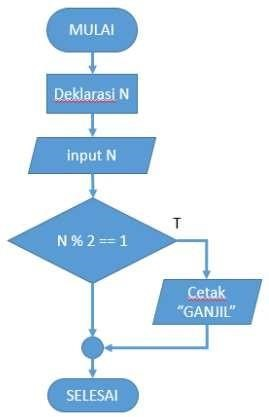 MULAI
Deklarasi N
input N
N % 2 == 1
T
Cetak
“GANJIL”
SELESAI